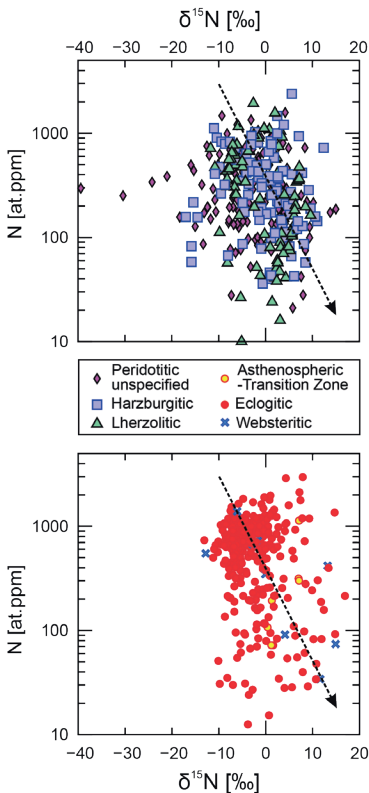 δ¹⁵N [‰]
−40 −30 −20 −10 0 10 20
N [at.ppm]
1000
100
10
Peridotitic unspecified
Harzburgitic
Lherzolitic
Asthenospheric -Transition Zone
Eclogitic
Websteritic
N [at.ppm]
1000
100
10
−40 −30 −20 −10 0 10 20
δ¹⁵N [‰]